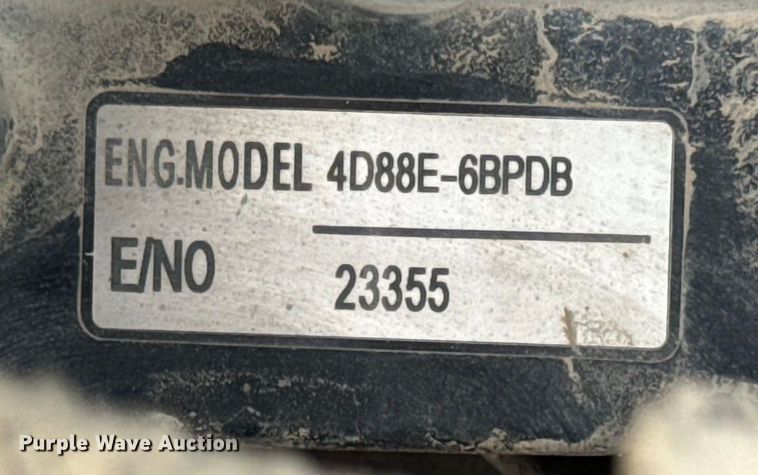 ENG.MODEL 4D88E-6BPDB
E/NO 23355
Purple Wave Auction